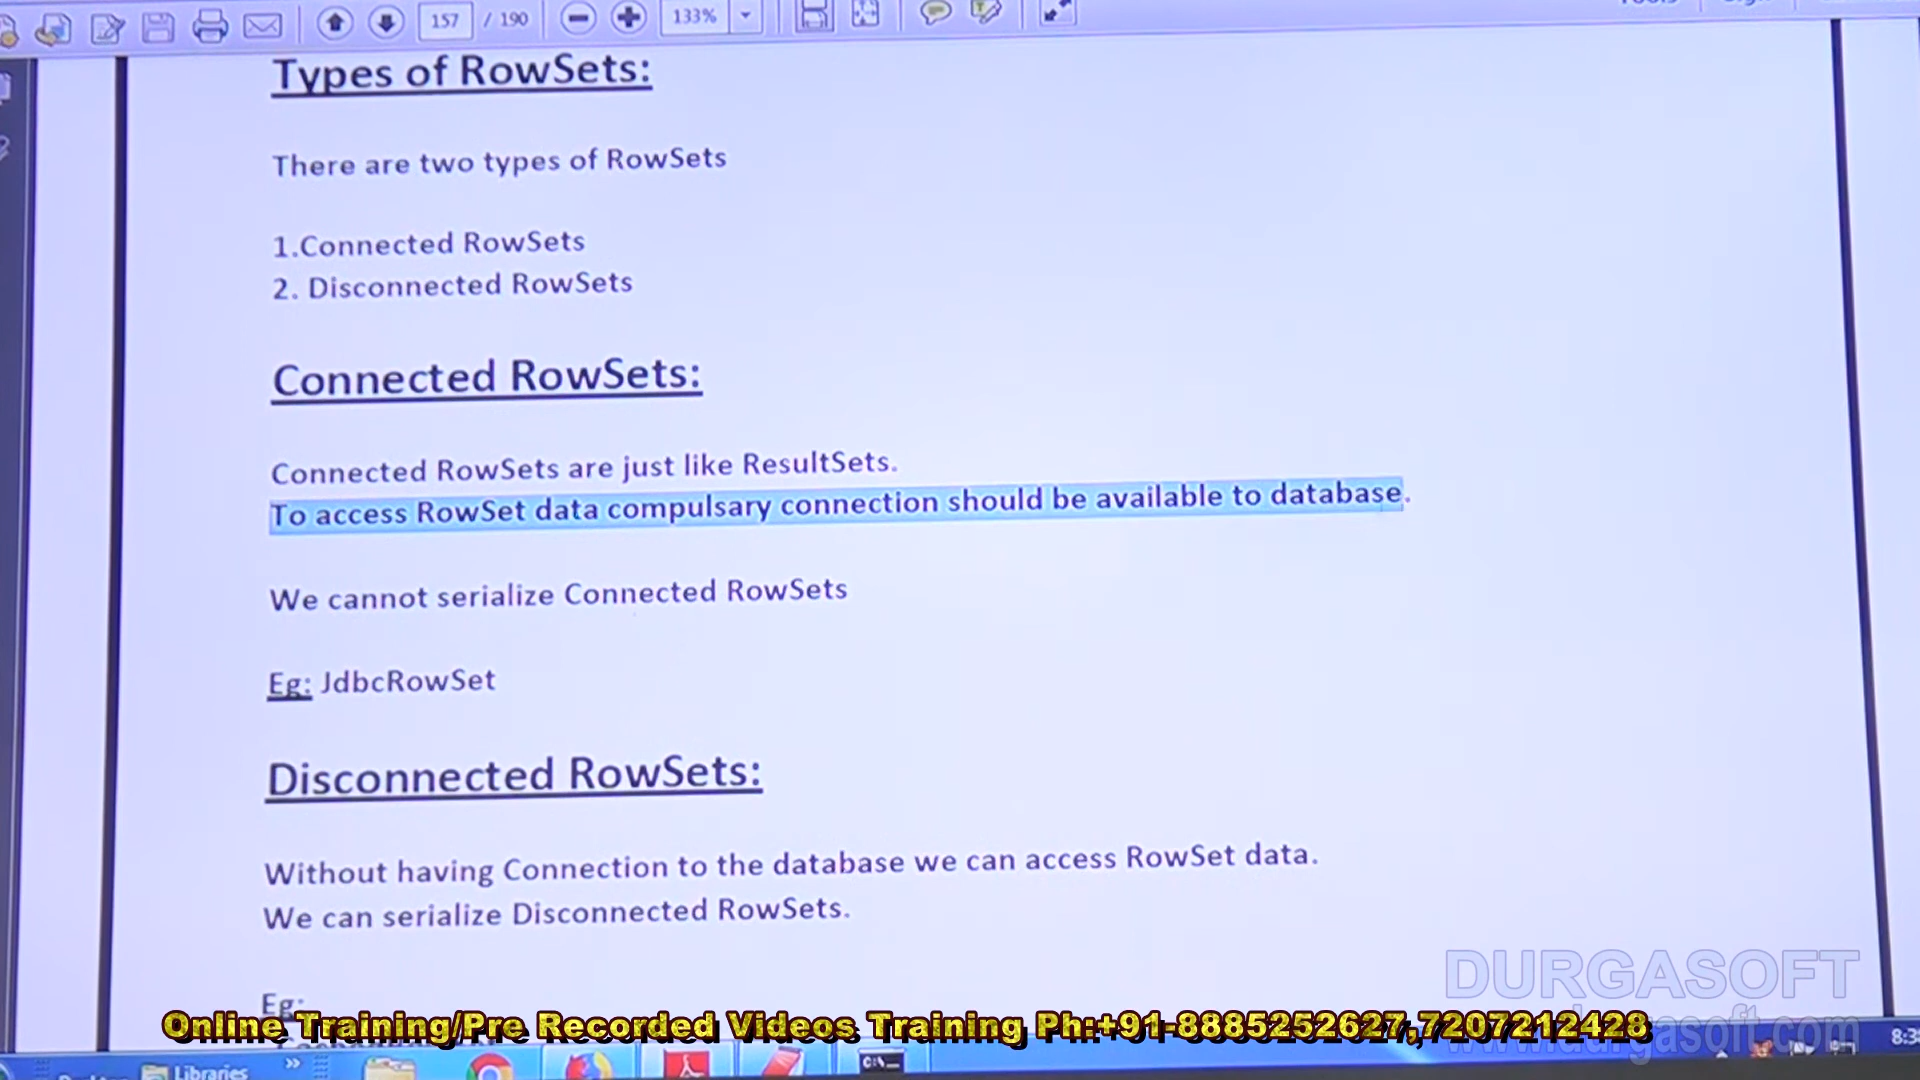 157 / 190 133%
Types of RowSets:
There are two types of RowSets
1.Connected RowSets
2. Disconnected RowSets
Connected RowSets:
Connected RowSets are just like ResultSets.
To access RowSet data compulsary connection should be available to database.
We cannot serialize Connected RowSets
Eg: JdbcRowSet
Disconnected RowSets:
Without having Connection to the database we can access RowSet data.
We can serialize Disconnected RowSets.
Eg:
DURGASOFT
Online Training/Pre Recorded Videos Training Ph:+91-8885252627,7207212428
www.durgasoft.com
Libraries